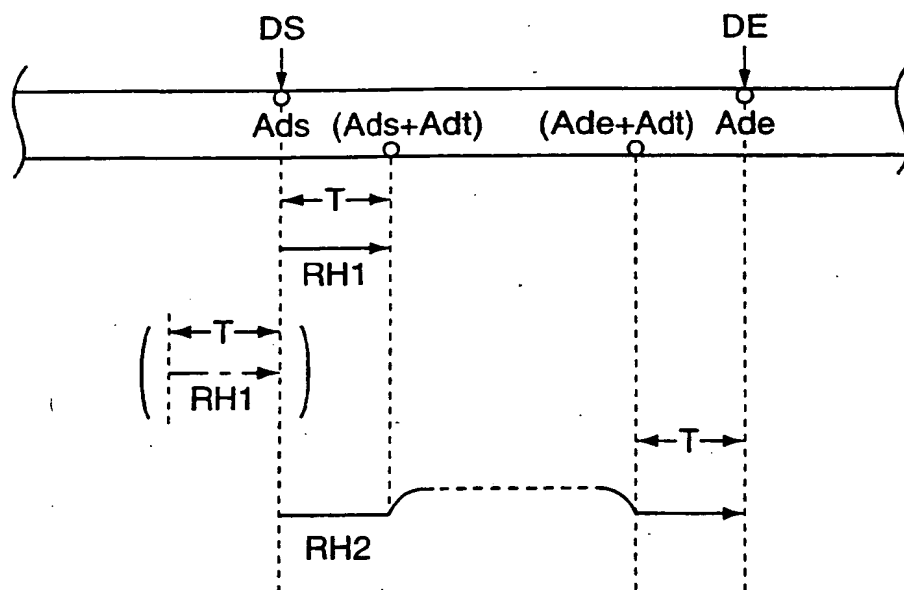 DS DE
Ads (Ads+Adt) (Ade+Adt) Ade
T
RH1
T
RH1
T
RH2